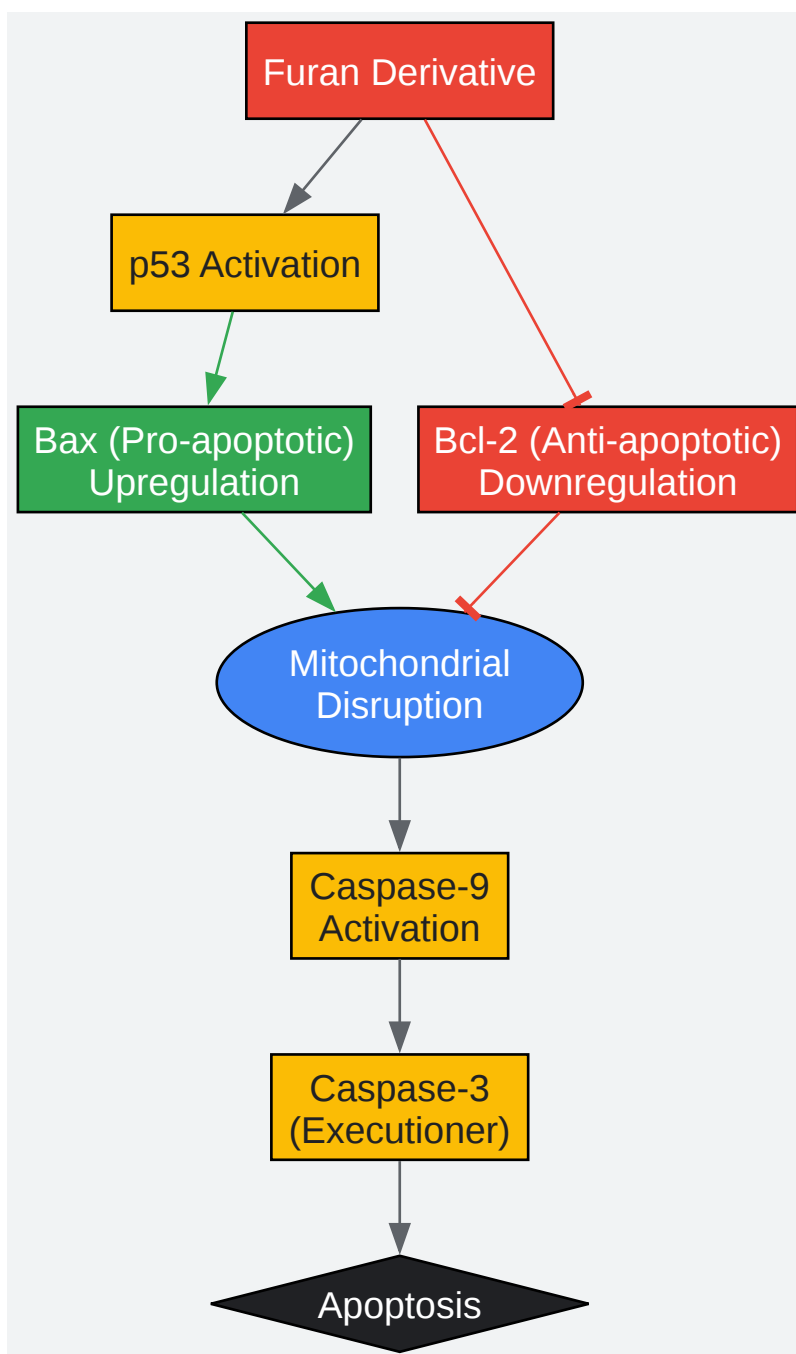 Furan Derivative
p53 Activation
Bax (Pro-apoptotic)
Upregulation
Bcl-2 (Anti-apoptotic)
Downregulation
Mitochondrial
Disruption
Caspase-9
Activation
Caspase-3
(Executioner)
Apoptosis